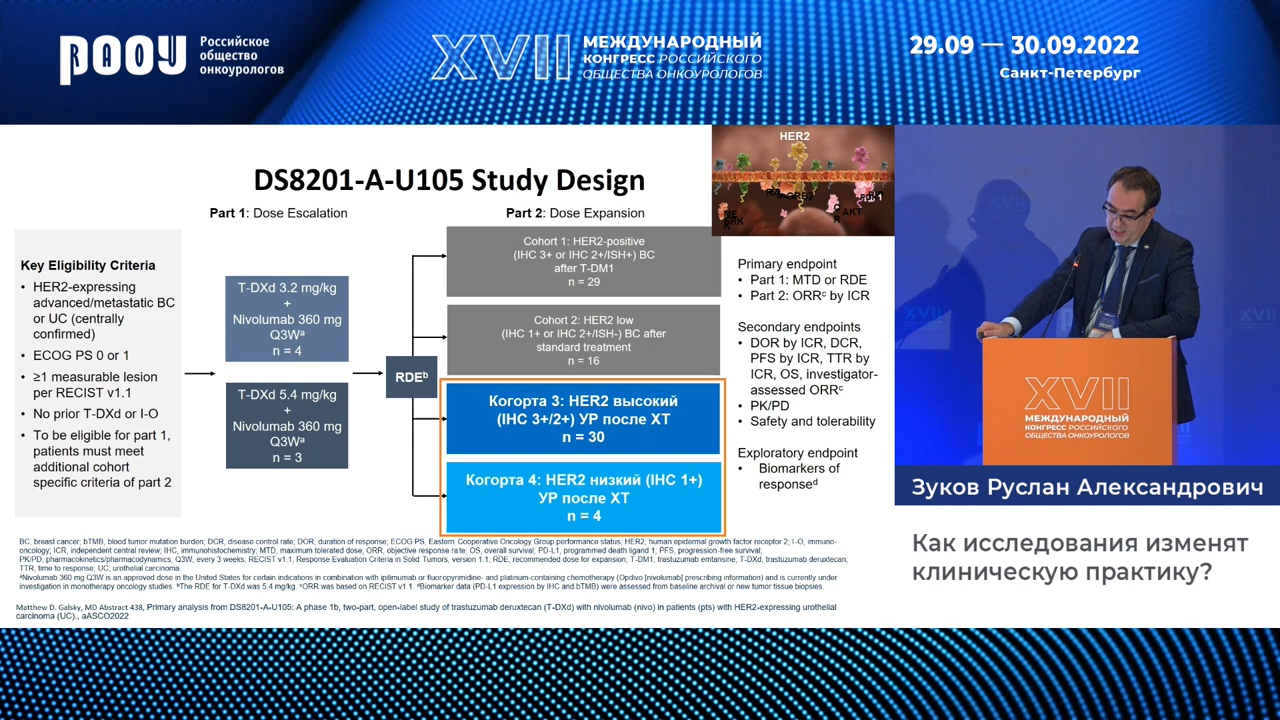 РАОУ
Российское
общество
онкоурологов
XVII
МЕЖДУНАРОДНЫЙ
КОНГРЕСС РОССИЙСКОГО
ОБЩЕСТВА ОНКОУРОЛОГОВ
29.09 — 30.09.2022
Санкт-Петербург
DS8201-A-U105 Study Design
HER2
AKT
Part 1: Dose Escalation
Part 2: Dose Expansion
Key Eligibility Criteria
• HER2-expressing
advanced/metastatic BC
or UC (centrally
confirmed)
• ECOG PS 0 or 1
• ≥1 measurable lesion
per RECIST v1.1
• No prior T-DXd or I-O
• To be eligible for part 1,
patients must meet
additional cohort
specific criteria of part 2
T-DXd 3.2 mg/kg
+
Nivolumab 360 mg
Q3Wᵃ
n = 4
T-DXd 5.4 mg/kg
+
Nivolumab 360 mg
Q3Wᵃ
n = 3
RDEᵇ
Cohort 1: HER2-positive
(IHC 3+ or IHC 2+/ISH+) BC
after T-DM1
n = 29
Cohort 2: HER2 low
(IHC 1+ or IHC 2+/ISH-) BC after
standard treatment
n = 16
Когорта 3: HER2 высокий
(IHC 3+/2+) УР после ХТ
n = 30
Когорта 4: HER2 низкий (IHC 1+)
УР после ХТ
n = 4
Primary endpoint
• Part 1: MTD or RDE
• Part 2: ORRᶜ by ICR
Secondary endpoints
• DOR by ICR, DCR,
PFS by ICR, TTR by
ICR, OS, investigator-
assessed ORRᶜ
• PK/PD
• Safety and tolerability
Exploratory endpoint
• Biomarkers of
responseᵈ
BC, breast cancer; bTMB, blood tumor mutation burden; DCR, disease control rate; DOR, duration of response; ECOG PS, Eastern Cooperative Oncology Group performance status; HER2, human epidermal growth factor receptor 2; I-O, immuno-
oncology; ICR, independent central review; IHC, immunohistochemistry; MTD, maximum tolerated dose; ORR, objective response rate; OS, overall survival; PD-L1, programmed death ligand 1; PFS, progression-free survival;
PK/PD, pharmacokinetics/pharmacodynamics, Q3W, every 3 weeks; RECIST v1.1, Response Evaluation Criteria in Solid Tumors, version 1.1, RDE, recommended dose for expansion; T-DM1, trastuzumab emtansine; T-DXd, trastuzumab deruxtecan,
TTR, time to response; UC, urothelial carcinoma.
ᵃNivolumab 360 mg Q3W is an approved dose in the United States for certain indications in combination with ipilimumab or fluoropyrimidine- and platinum-containing chemotherapy (Opdivo [nivolumab] prescribing information) and is currently under
investigation in monotherapy oncology studies. ᵇThe RDE for T-DXd was 5.4 mg/kg. ᶜORR was based on RECIST v1.1. ᵈBiomarker data (PD-L1 expression by IHC and bTMB) were assessed from baseline archival or new tumor tissue biopsies.
Matthew D. Galsky, MD Abstract 438, Primary analysis from DS8201-A-U105: A phase 1b, two-part, open-label study of trastuzumab deruxtecan (T-DXd) with nivolumab (nivo) in patients (pts) with HER2-expressing urothelial
carcinoma (UC)., aASCO2022
XVII
МЕЖДУНАРОДНЫЙ
КОНГРЕСС РОССИЙСКОГО
ОБЩЕСТВА ОНКОУРОЛОГОВ
Зуков Руслан Александрович
Как исследования изменят
клиническую практику?